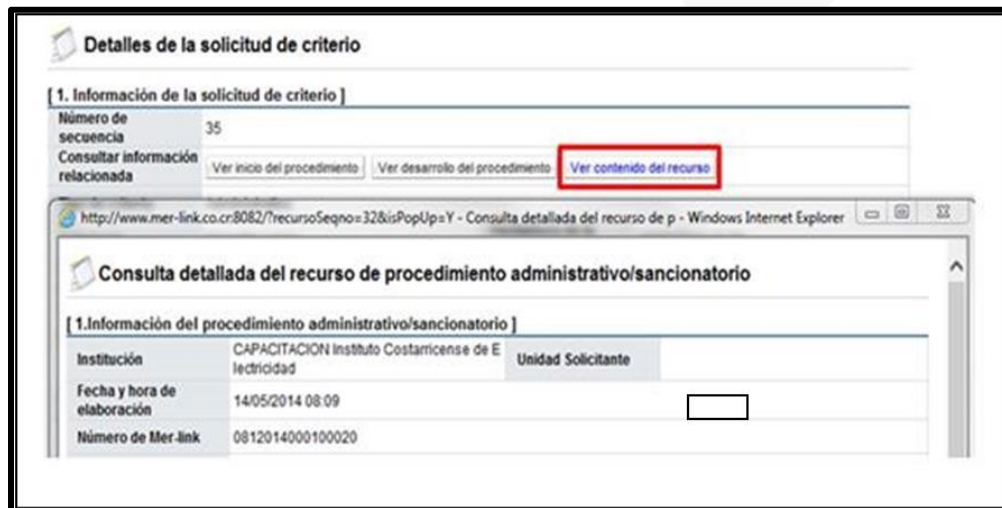 Detalles de la solicitud de criterio
[ 1. Información de la solicitud de criterio ]
Número de secuencia 35
Consultar información relacionada Ver inicio del procedimiento Ver desarrollo del procedimiento Ver contenido del recurso
http://www.mer-link.co.cr:8082/?recursoSeqno=32&isPopUp=Y - Consulta detallada del recurso de p - Windows Internet Explorer
Consulta detallada del recurso de procedimiento administrativo/sancionatorio
[ 1.Información del procedimiento administrativo/sancionatorio ]
Institución CAPACITACION Instituto Costarricense de E
lectricidad Unidad Solicitante
Fecha y hora de elaboración 14/05/2014 08:09
Número de Mer-link 0812014000100020